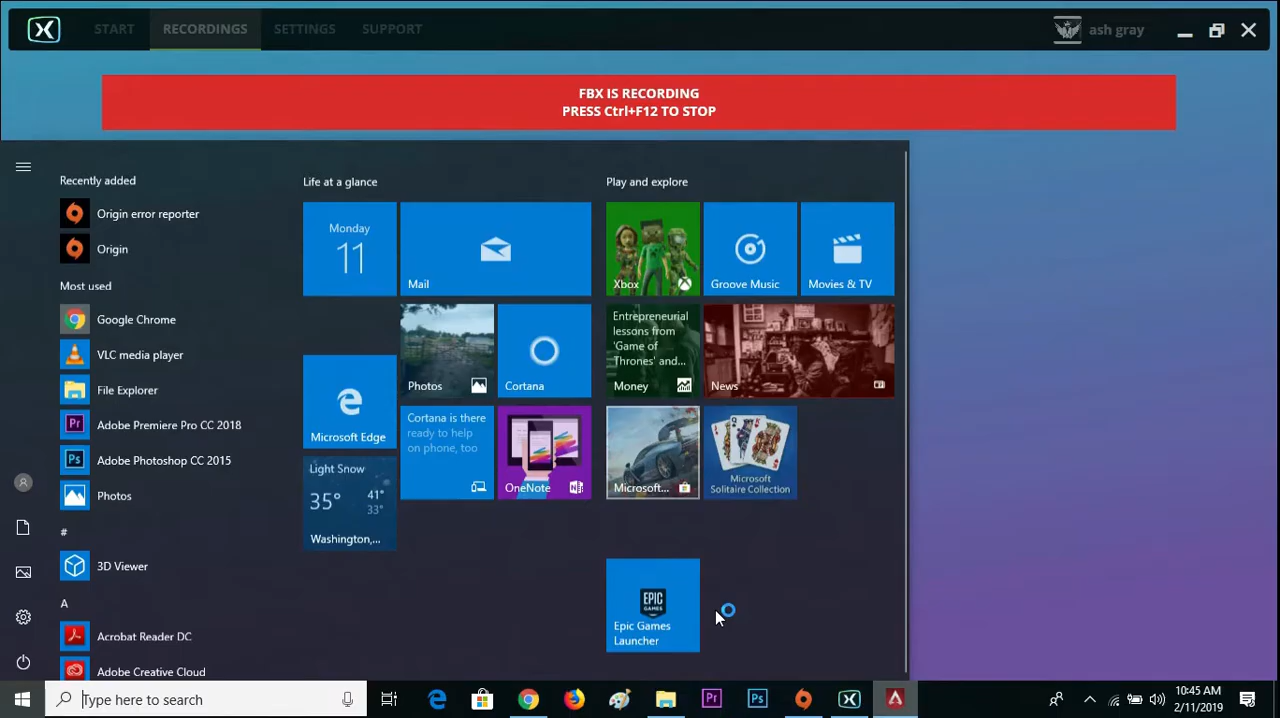 START
RECORDINGS
SETTINGS
SUPPORT
ash gray
FBX IS RECORDING
PRESS Ctrl+F12 TO STOP
Recently added
Origin error reporter
Origin
Most used
Google Chrome
VLC media player
File Explorer
Adobe Premiere Pro CC 2018
Adobe Photoshop CC 2015
Photos
#
3D Viewer
A
Acrobat Reader DC
Adobe Creative Cloud
Life at a glance
Monday
11
Mail
Microsoft Edge
Photos
Cortana
Light Snow
35°
41°
33°
Washington,...
Cortana is there
ready to help
on phone, too
OneNote
Play and explore
Xbox
Groove Music
Movies & TV
Entrepreneurial
lessons from
'Game of
Thrones' and...
Money
News
Microsoft...
Microsoft
Solitaire Collection
EPIC
GAMES
Epic Games
Launcher
Type here to search
Pr
Ps
10:45 AM
2/11/2019